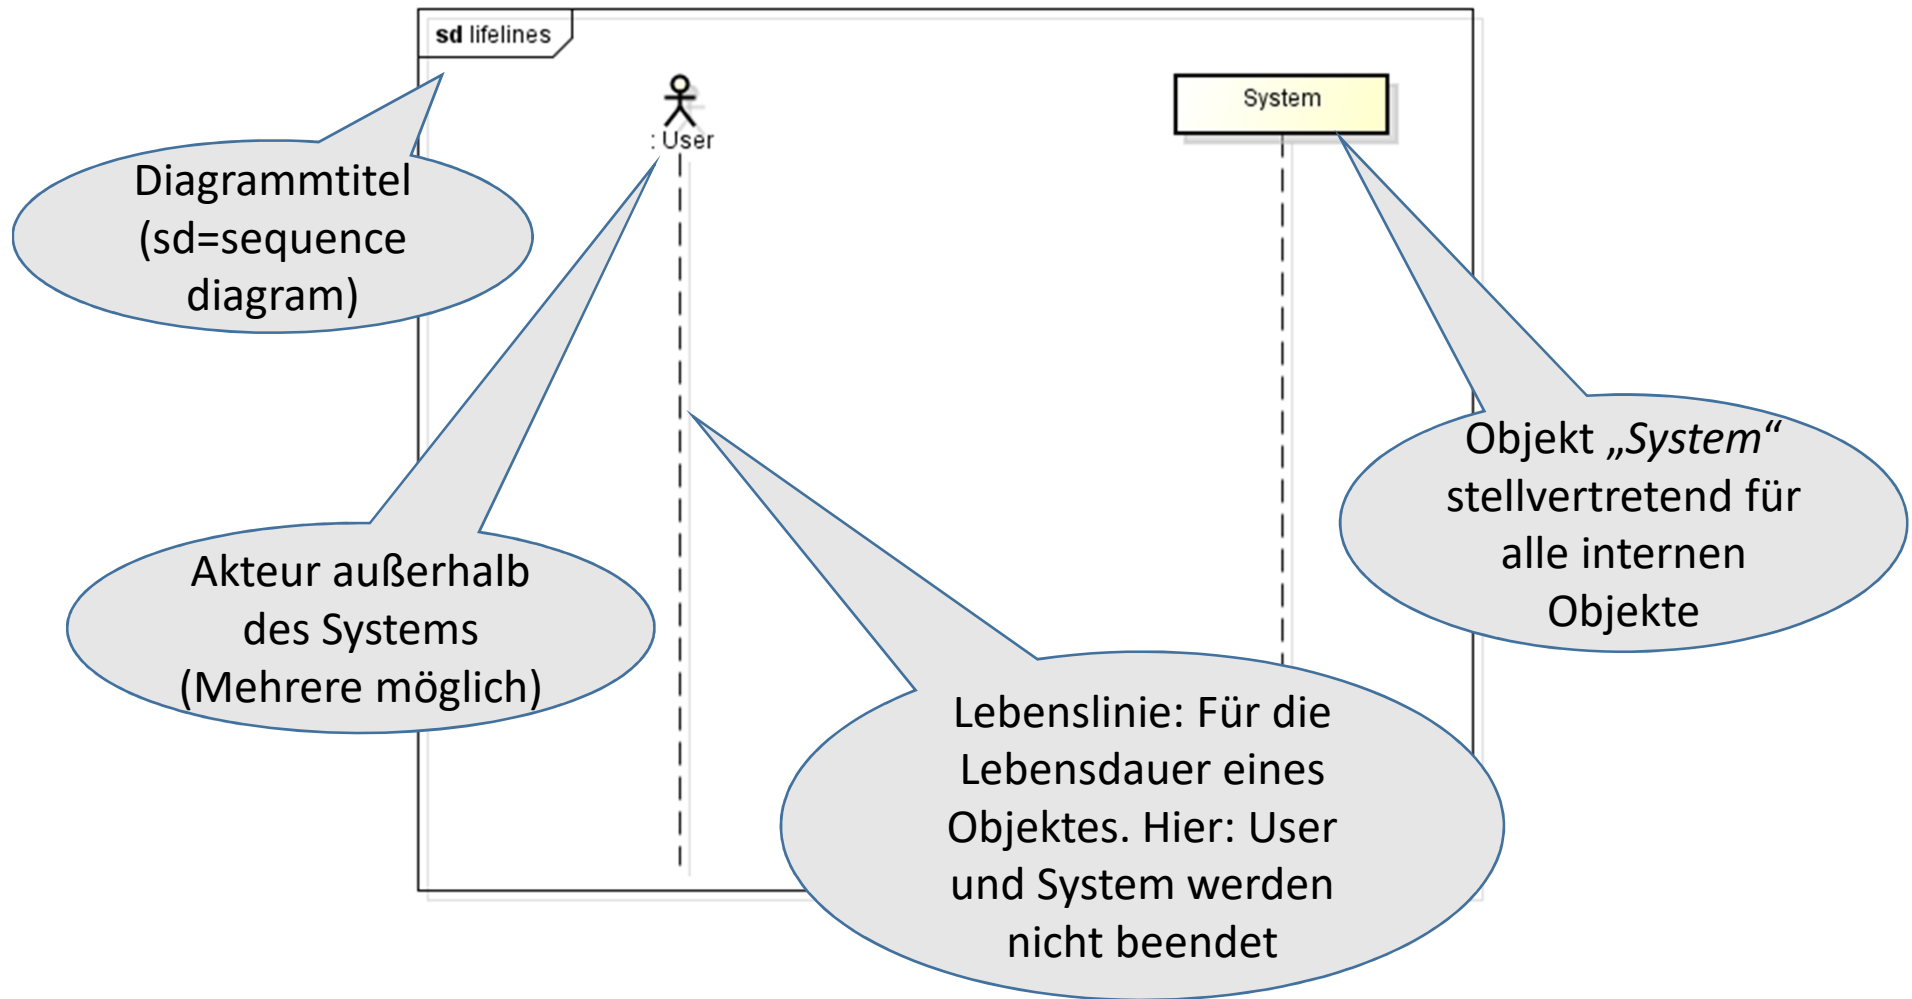 sd lifelines
: User
System
Diagrammtitel
(sd=sequence
diagram)
Akteur außerhalb
des Systems
(Mehrere möglich)
Lebenslinie: Für die
Lebensdauer eines
Objektes. Hier: User
und System werden
nicht beendet
Objekt „System“
stellvertretend für
alle internen
Objekte